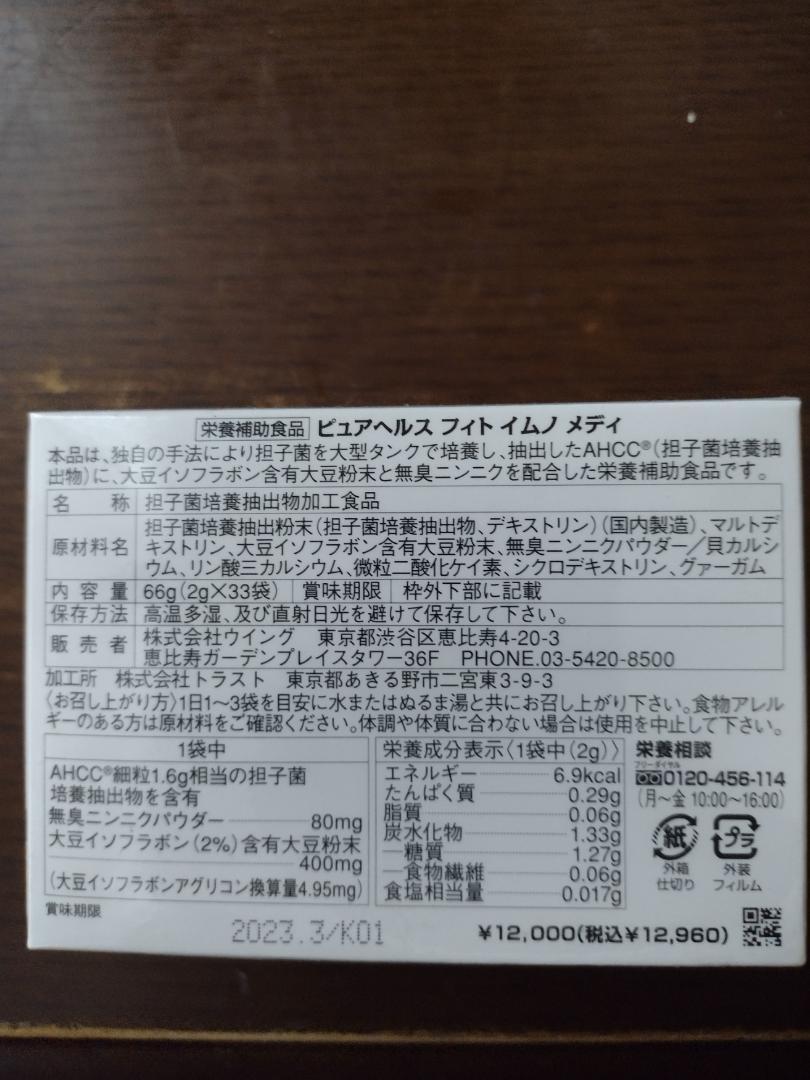 栄養補助食品 ピュアヘルス フィト イムノ メディ
本品は、独自の手法により担子菌を大型タンクで培養し、抽出したAHCC®(担子菌培養抽
出物)に、大豆イソフラボン含有大豆粉末と無臭ニンニクを配合した栄養補助食品です。
名称 担子菌培養抽出物加工食品
原材料名 担子菌培養抽出粉末(担子菌培養抽出物、デキストリン)(国内製造)、マルトデ
キストリン、大豆イソフラボン含有大豆粉末、無臭ニンニクパウダー/貝カルシ
ウム、リン酸三カルシウム、微粒二酸化ケイ素、シクロデキストリン、グァーガム
内容量 66g(2g×33袋) 賞味期限 枠外下部に記載
保存方法 高温多湿、及び直射日光を避けて保存して下さい。
販売者 株式会社ウイング 東京都渋谷区恵比寿4-20-3
恵比寿ガーデンプレイスタワー36F PHONE.03-5420-8500
加工所 株式会社トラスト 東京都あきる野市二宮東3-9-3
〈お召し上がり方〉1日1〜3袋を目安に水またはぬるま湯と共にお召し上がり下さい。食物アレル
ギーのある方は原材料をご確認ください。体調や体質に合わない場合は使用を中止して下さい。
1袋中
AHCC®細粒1.6g相当の担子菌
培養抽出物を含有
無臭ニンニクパウダー 80mg
大豆イソフラボン(2%)含有大豆粉末
400mg
(大豆イソフラボンアグリコン換算量4.95mg)
栄養成分表示〈1袋中(2g)〉
エネルギー 6.9kcal
たんぱく質 0.29g
脂質 0.06g
炭水化物 1.33g
―糖質 1.27g
―食物繊維 0.06g
食塩相当量 0.017g
栄養相談
フリーダイヤル
0120-456-114
(月〜金 10:00〜16:00)
紙 プラ
外箱 外装
仕切り フィルム
賞味期限
2023.3/K01
¥12,000(税込¥12,960)